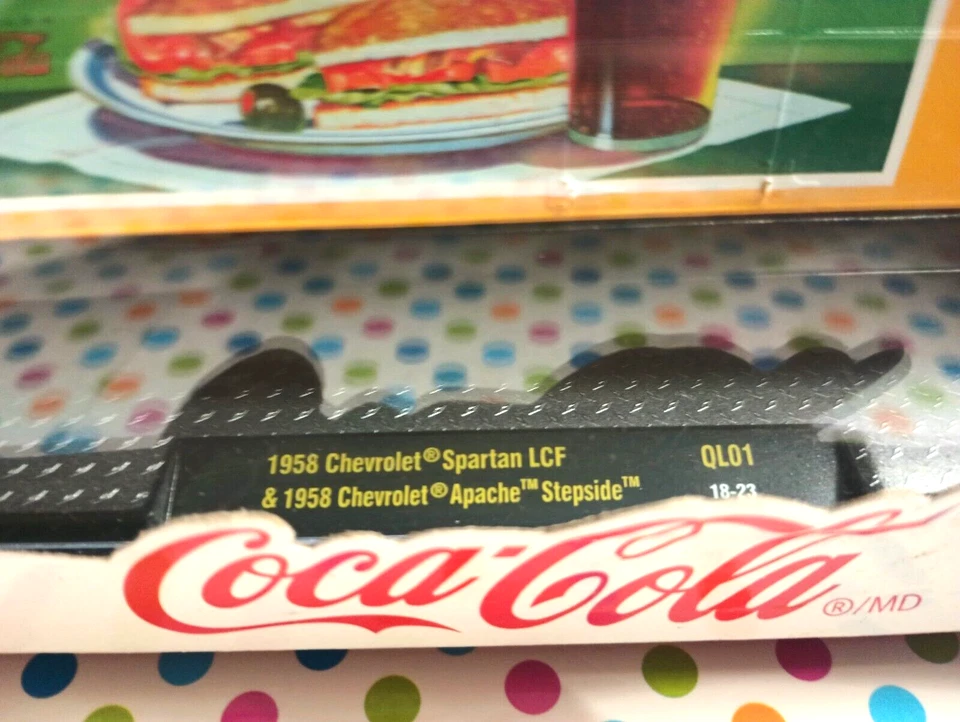 1958 Chevrolet® Spartan LCF
& 1958 Chevrolet® Apache™ Stepside™
QL01
18-23
Coca-Cola ®/MD